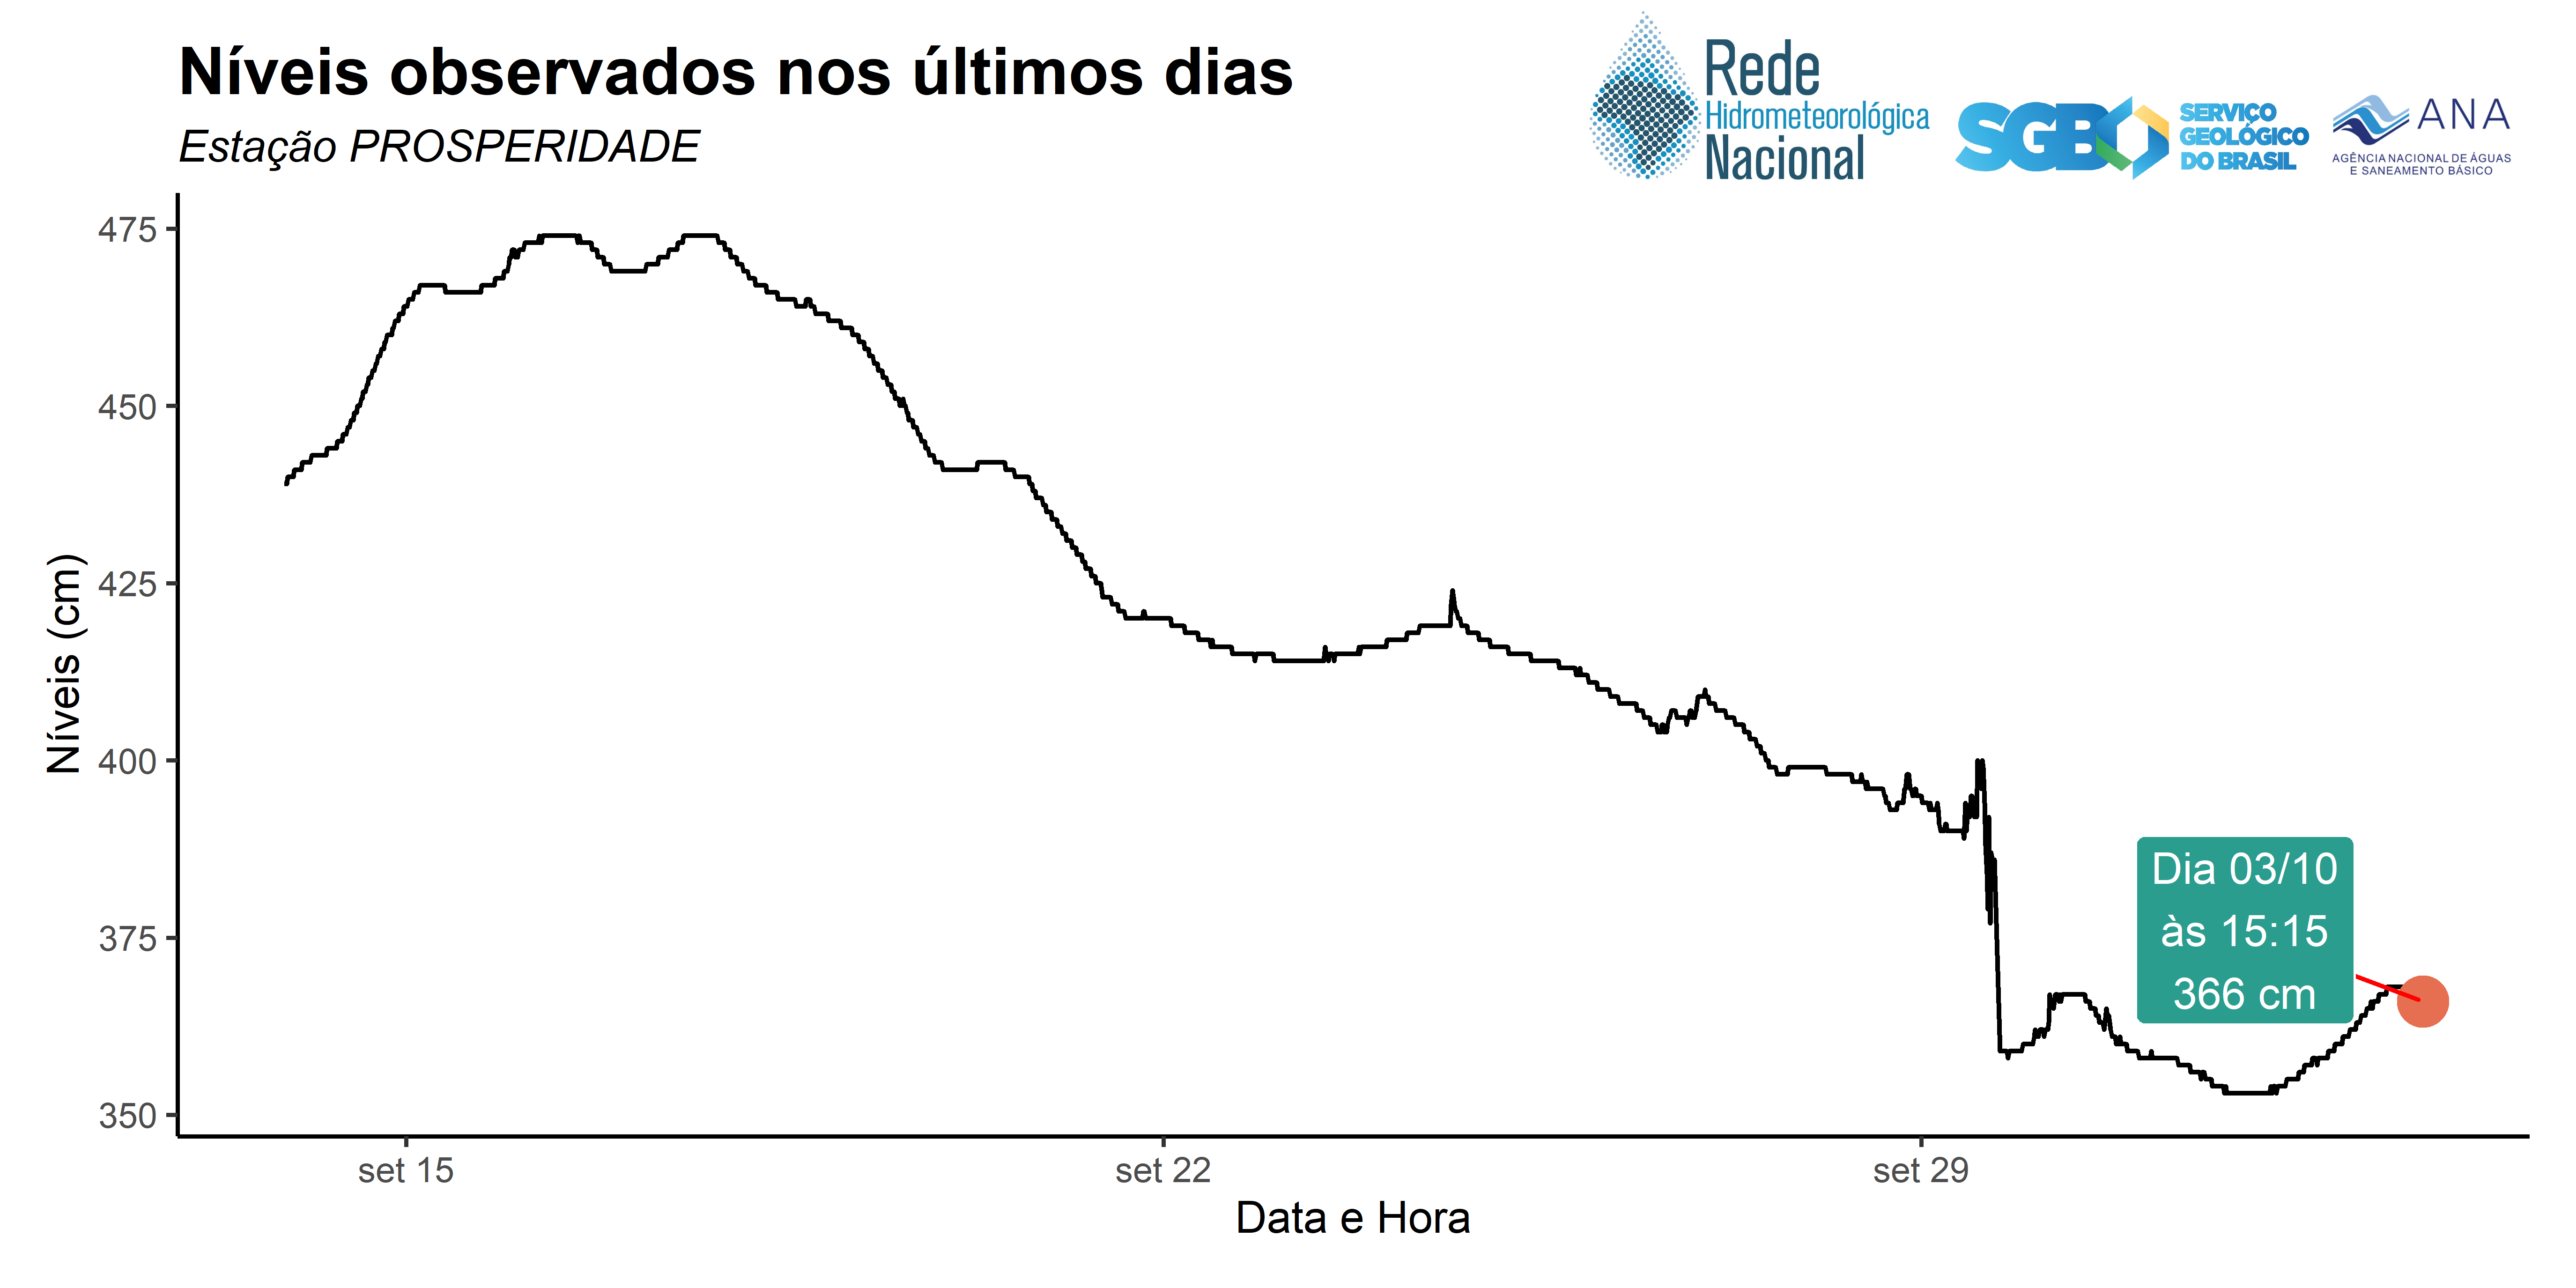 Níveis observados nos últimos dias
Estação PROSPERIDADE
Rede
Hidrometeorológica
Nacional
SGB
SERVIÇO
GEOLÓGICO
DO BRASIL
ANA
AGÊNCIA NACIONAL DE ÁGUAS
E SANEAMENTO BÁSICO
Níveis (cm)
475
450
425
400
375
350
Dia 03/10
às 15:15
366 cm
set 15
set 22
set 29
Data e Hora